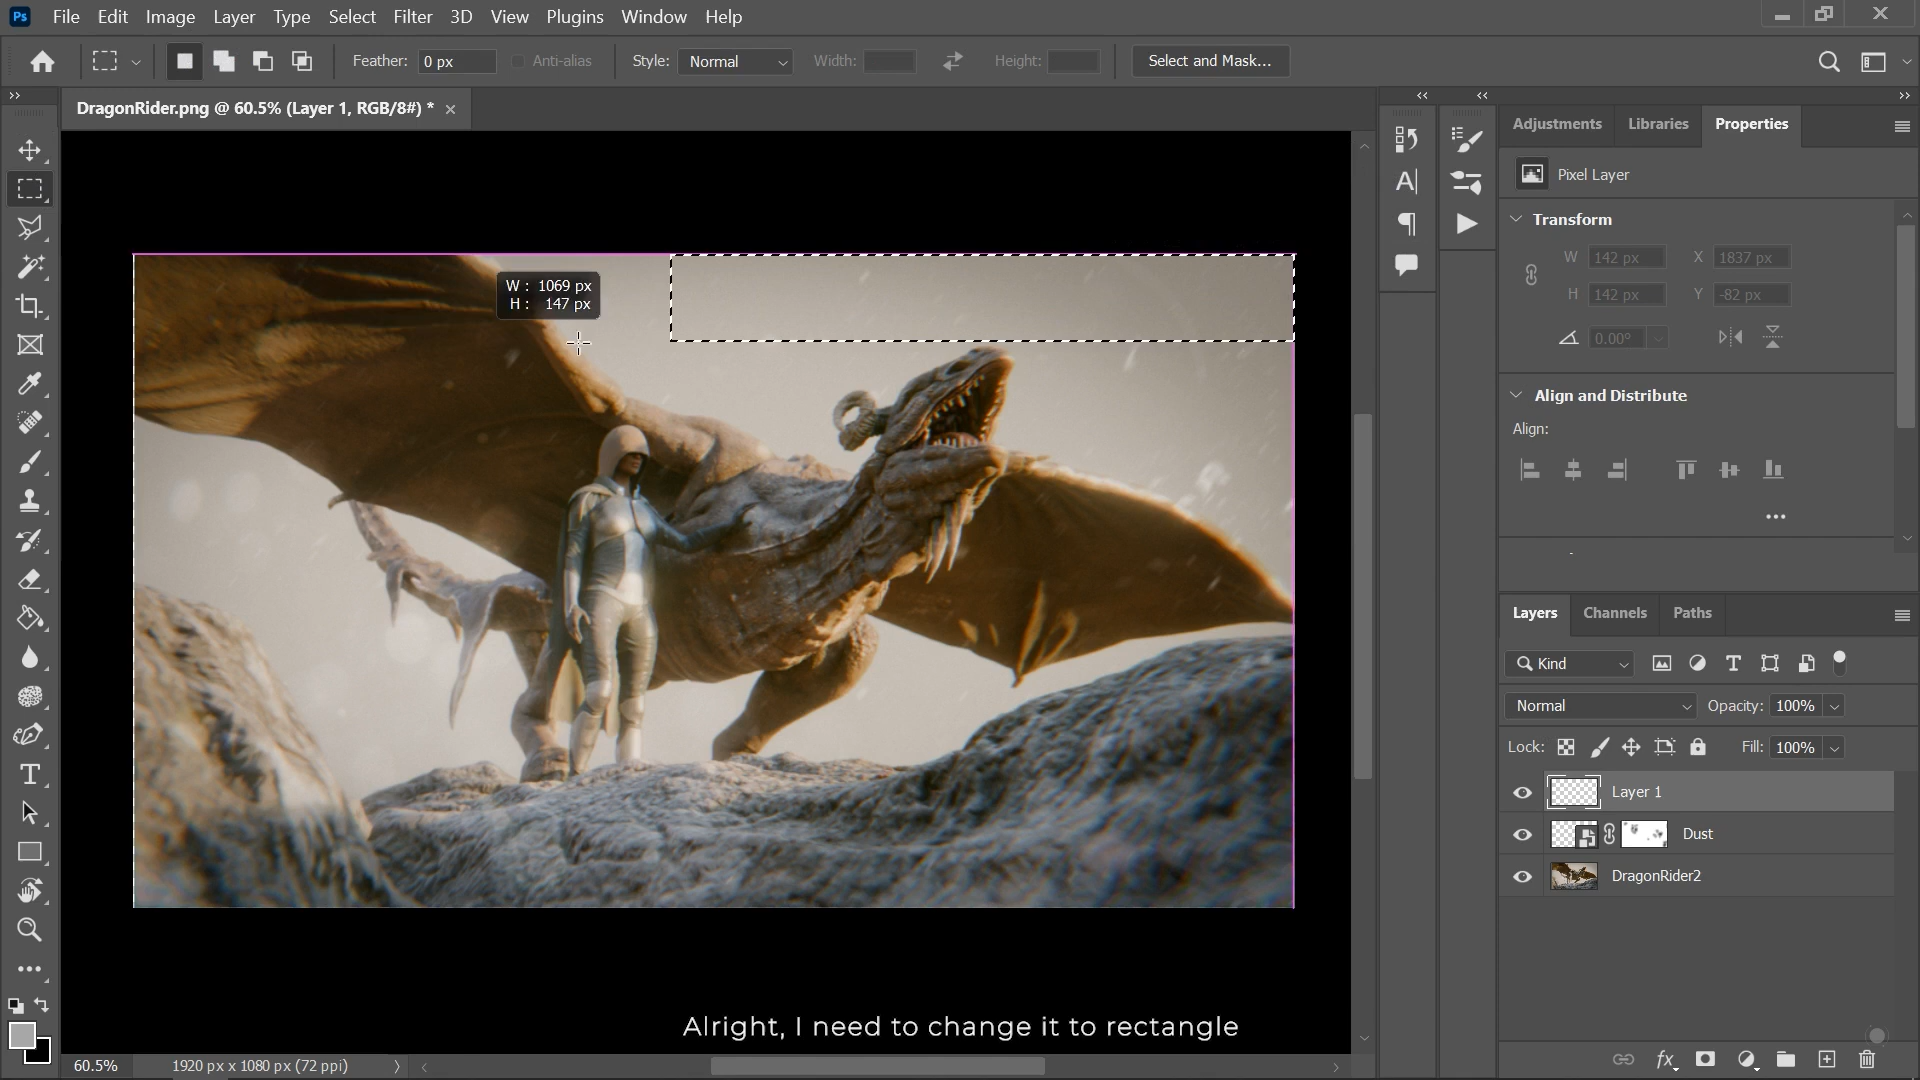 Ps File Edit Image Layer Type Select Filter 3D View Plugins Window Help
Feather: 0 px Anti-alias Style: Normal Width: Height: Select and Mask...
DragonRider.png @ 60.5% (Layer 1, RGB/8#) *
W : 1069 px
H : 147 px
Adjustments Libraries Properties
Pixel Layer
Transform
W 142 px X 1837 px
H 142 px Y -82 px
0.00°
Align and Distribute
Align:
Layers Channels Paths
Kind
Normal Opacity: 100%
Lock: Fill: 100%
Layer 1
Dust
DragonRider2
Alright, I need to change it to rectangle
60.5% 1920 px x 1080 px (72 ppi)
fx